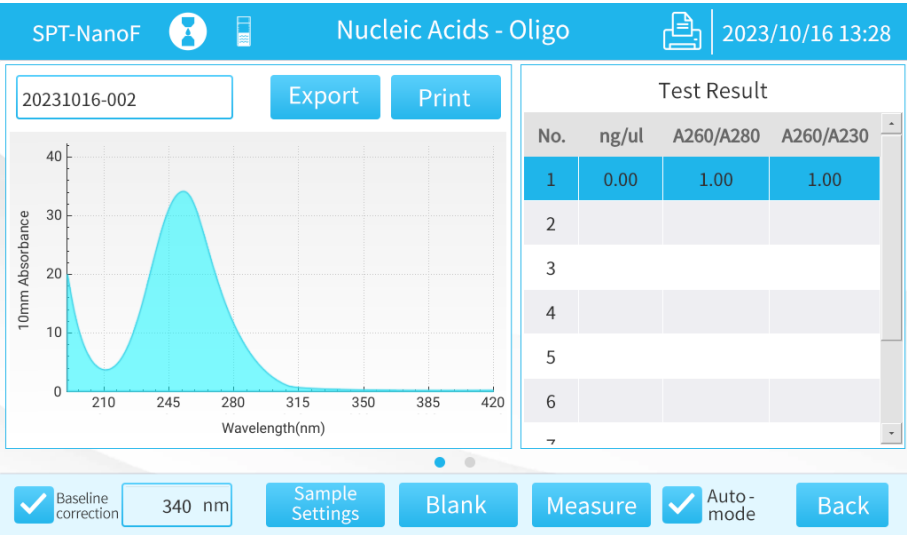 SPT-NanoF
Nucleic Acids - Oligo
2023/10/16 13:28
20231016-002
Export
Print
40
30
20
10
0
10mm Absorbance
210 245 280 315 350 385 420
Wavelength(nm)
Test Result
No. ng/ul A260/A280 A260/A230
1 0.00 1.00 1.00
2
3
4
5
6
7
Baseline
correction
340 nm
Sample
Settings
Blank
Measure
Auto-
mode
Back